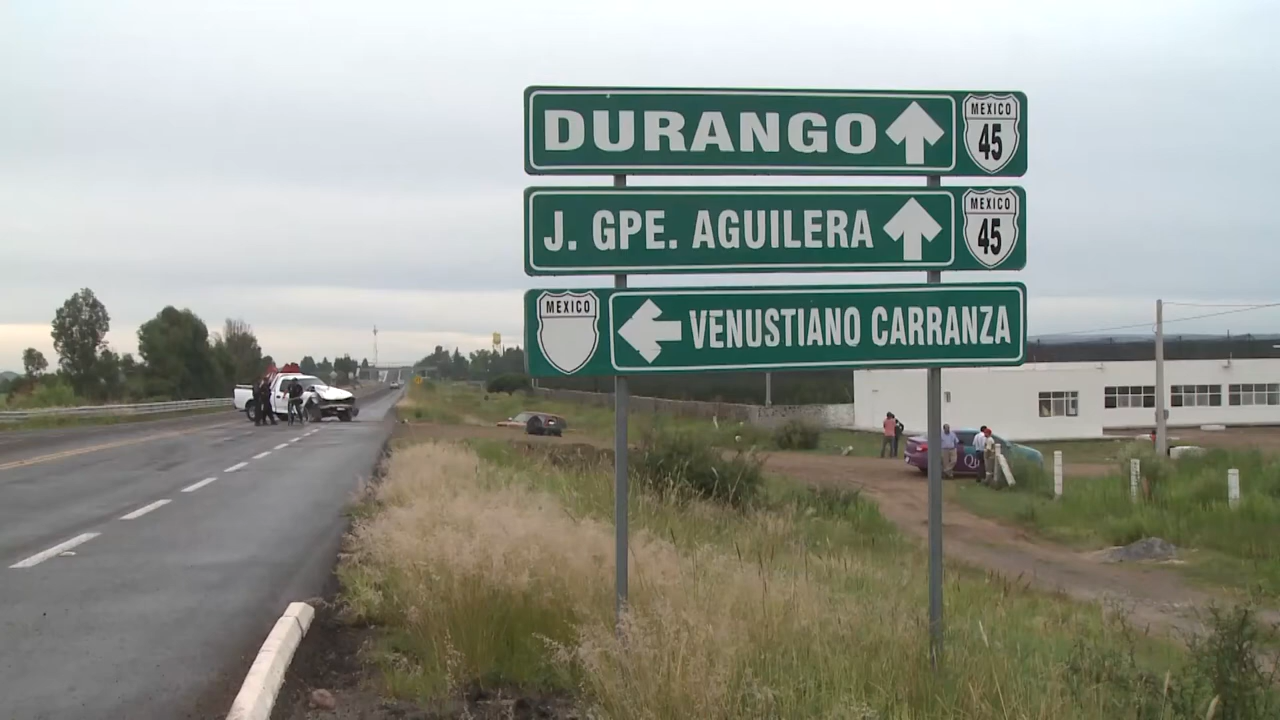 DURANGO
MEXICO
45
J. GPE. AGUILERA
MEXICO
45
MEXICO
VENUSTIANO CARRANZA